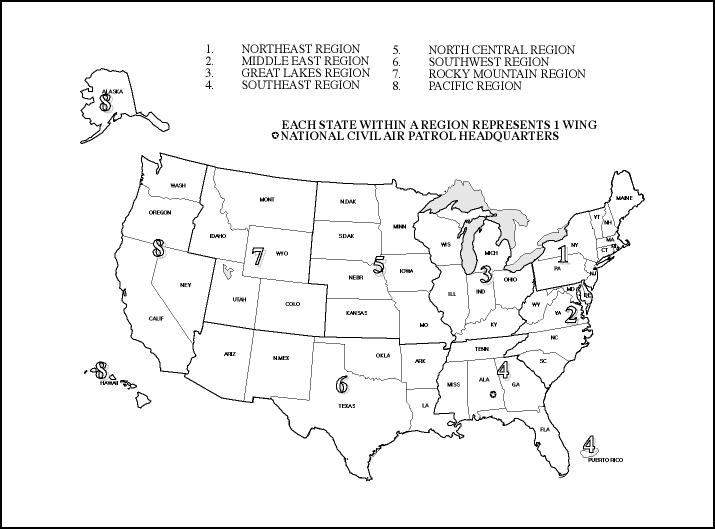 1. NORTHEAST REGION 5. NORTH CENTRAL REGION
2. MIDDLE EAST REGION 6. SOUTHWEST REGION
3. GREAT LAKES REGION 7. ROCKY MOUNTAIN REGION
4. SOUTHEAST REGION 8. PACIFIC REGION
EACH STATE WITHIN A REGION REPRESENTS 1 WING
NATIONAL CIVIL AIR PATROL HEADQUARTERS
ALASKA
8
WASH
MONT
N.DAK
MINN
MAINE
VT
NH
OREGON
IDAHO
S.DAK
WIS
MICH
NY
MA
CT
8
7
WYO
5
IOWA
3
1
PA
NJ
NEV
UTAH
COLO
NEBR
ILL
IND
OHIO
MD
DE
CALIF
KANSAS
MO
KY
WV
VA
2
ARIZ
N.MEX
OKLA
ARK
TENN
NC
SC
8
HAWAII
6
TEXAS
LA
MISS
ALA
4
GA
FLA
4
PUERTO RICO